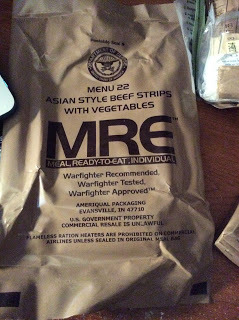 MENU 22
ASIAN STYLE BEEF STRIPS
WITH VEGETABLES
MRE™
MEAL, READY-TO-EAT, INDIVIDUAL
Warfighter Recommended,
Warfighter Tested,
Warfighter Approved™
AMERIQUAL PACKAGING
EVANSVILLE, IN 47710
U.S. GOVERNMENT PROPERTY
COMMERCIAL RESALE IS UNLAWFUL
FLAMELESS RATION HEATERS ARE PROHIBITED ON COMMERCIAL
AIRLINES UNLESS SEALED IN ORIGINAL MEAL BAG